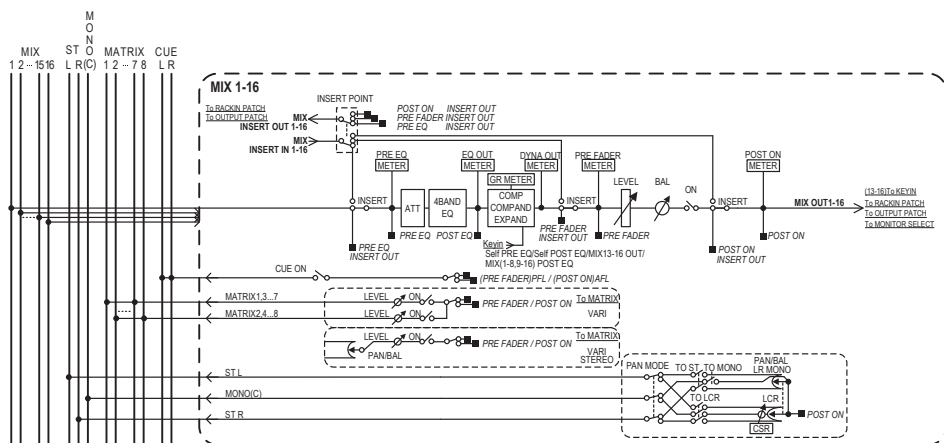 MIX
1 2 ... 15 16
ST
L R
MONO
(C)
MATRIX
1 2 ... 7 8
CUE
L R
MIX 1-16
INSERT POINT
To RACKIN PATCH
To OUTPUT PATCH
MIX
INSERT OUT 1-16
MIX
INSERT IN 1-16
POST ON INSERT OUT
PRE FADER INSERT OUT
PRE EQ INSERT OUT
PRE EQ
METER
EQ OUT
METER
DYNA OUT
METER
PRE FADER
METER
POST ON
METER
GR METER
INSERT
ATT
4BAND
EQ
COMP
COMPAND
EXPAND
INSERT
LEVEL
BAL
ON
INSERT
MIX OUT1-16
(13-16)To KEYIN
To RACKIN PATCH
To OUTPUT PATCH
To MONITOR SELECT
PRE EQ
INSERT OUT
PRE EQ
POST EQ
Keyin
Self PRE EQ/Self POST EQ/MIX13-16 OUT/
MIX(1-8,9-16) POST EQ
PRE FADER
INSERT OUT
PRE FADER
POST ON
INSERT OUT
POST ON
CUE ON
(PRE FADER)PFL / (POST ON)AFL
MATRIX1,3...7
LEVEL
ON
PRE FADER / POST ON
To MATRIX
VARI
MATRIX2,4...8
LEVEL
ON
LEVEL
ON
PAN/BAL
PRE FADER / POST ON
To MATRIX
VARI
STEREO
ST L
MONO(C)
ST R
PAN MODE
TO ST
TO MONO
PAN/BAL
LR MONO
TO LCR
LCR
CSR
POST ON